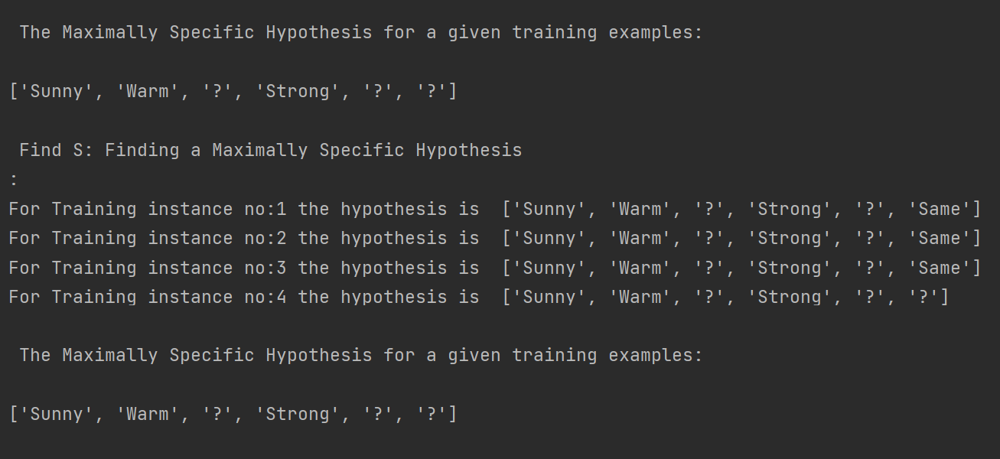 The Maximally Specific Hypothesis for a given training examples:
['Sunny', 'Warm', '?', 'Strong', '?', '?']
Find S: Finding a Maximally Specific Hypothesis
:
For Training instance no:1 the hypothesis is  ['Sunny', 'Warm', '?', 'Strong', '?', 'Same']
For Training instance no:2 the hypothesis is  ['Sunny', 'Warm', '?', 'Strong', '?', 'Same']
For Training instance no:3 the hypothesis is  ['Sunny', 'Warm', '?', 'Strong', '?', 'Same']
For Training instance no:4 the hypothesis is  ['Sunny', 'Warm', '?', 'Strong', '?', '?']
The Maximally Specific Hypothesis for a given training examples:
['Sunny', 'Warm', '?', 'Strong', '?', '?']